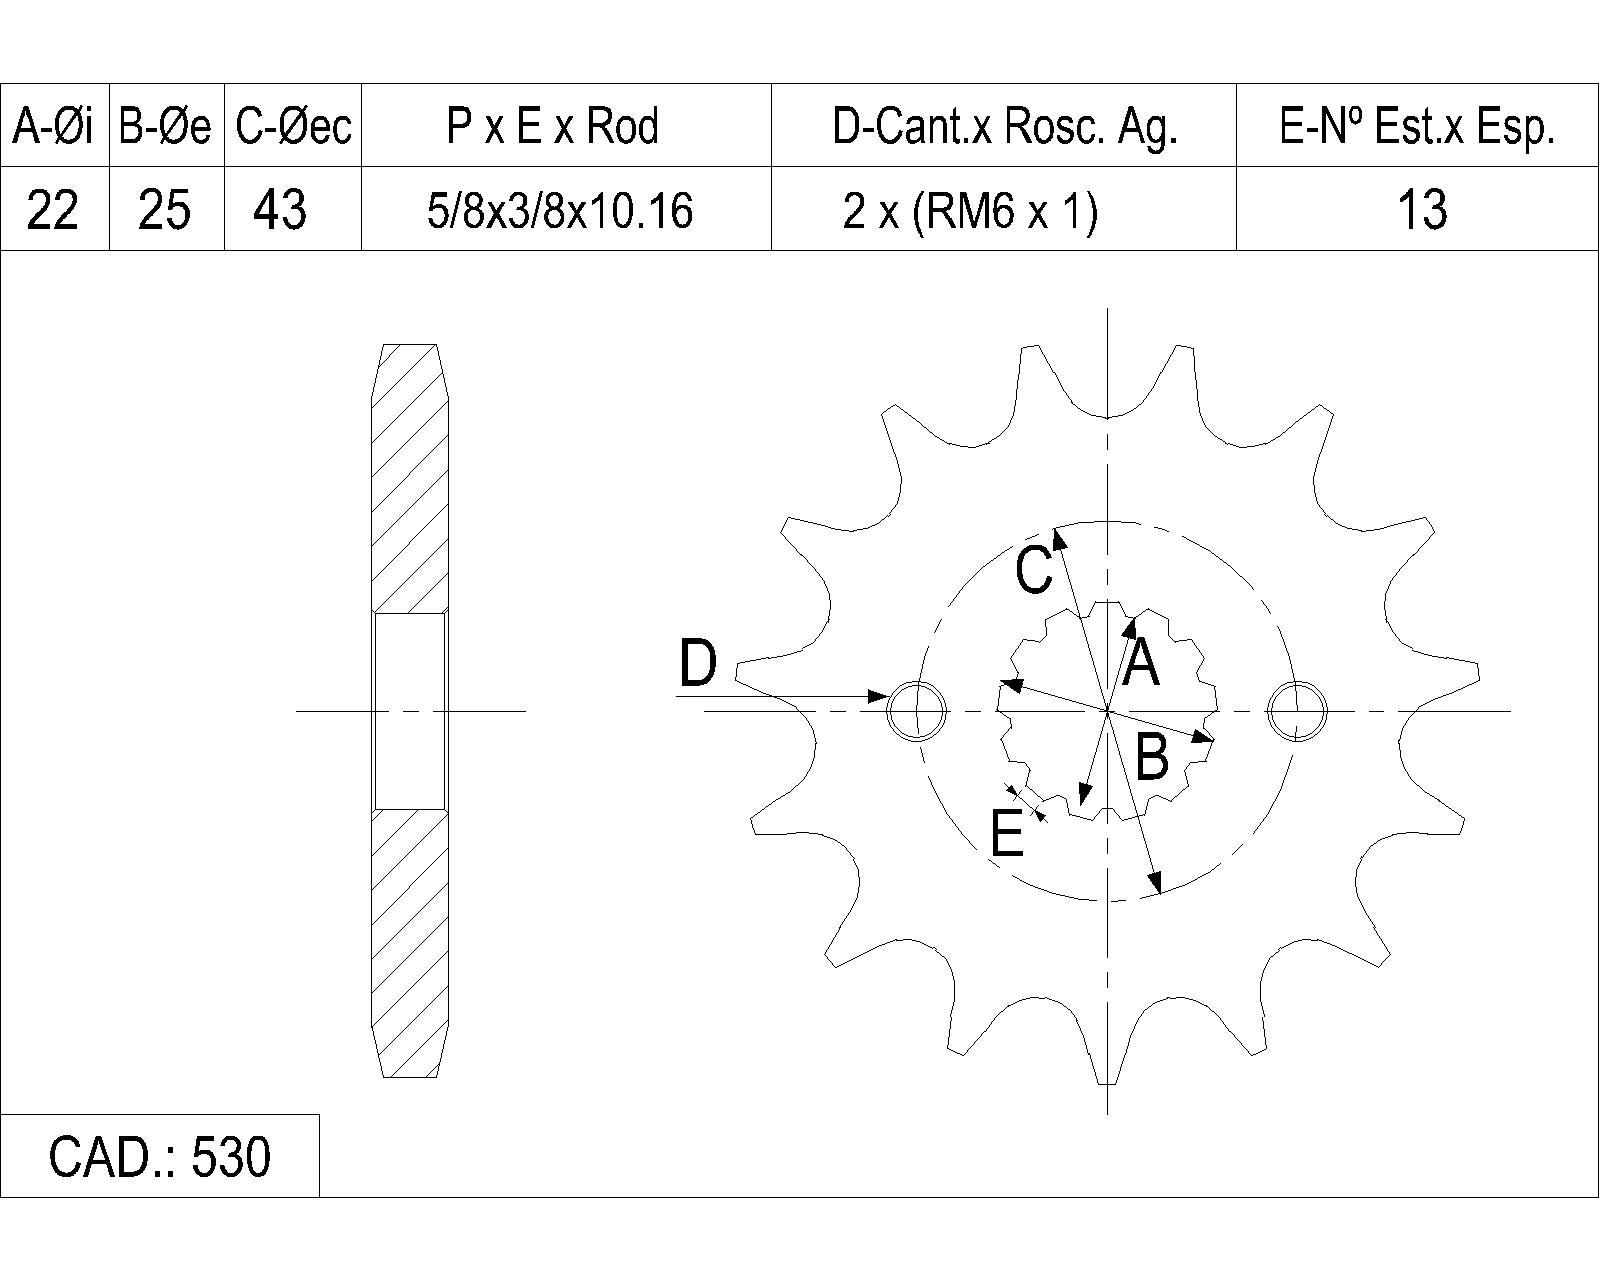 A-Øi B-Øe C-Øec P x E x Rod D-Cant.x Rosc. Ag. E-Nº Est.x Esp.
22 25 43 5/8x3/8x10.16 2 x (RM6 x 1) 13
C
A
D
B
E
CAD.: 530